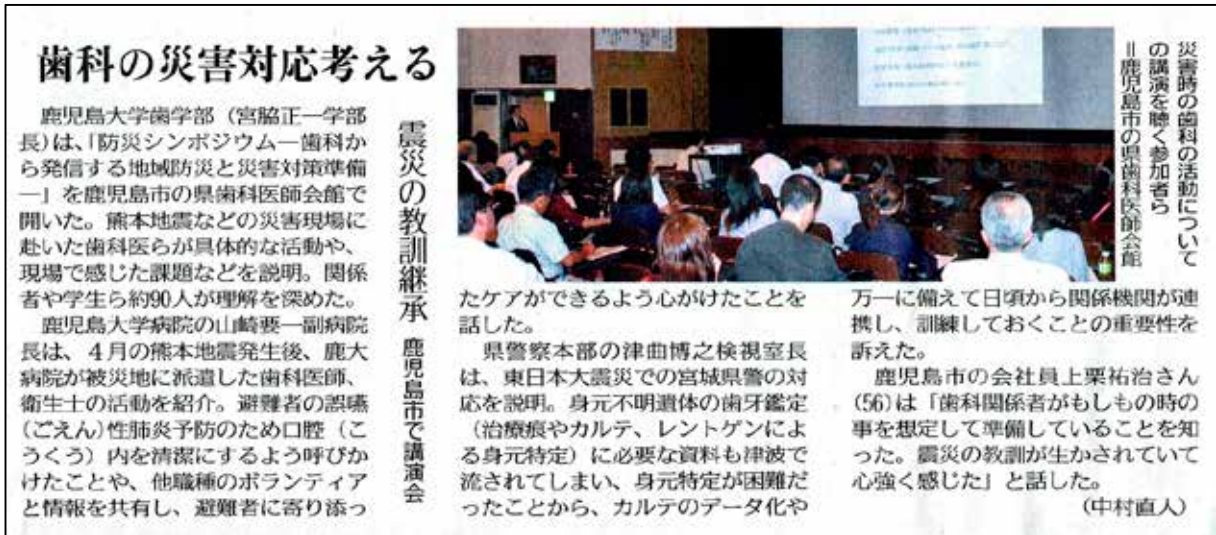 歯科の災害対応考える
震災の教訓継承 鹿児島市で講演会
鹿児島大学歯学部（宮脇正一学部
長)は、「防災シンポジウム―歯科か
ら発信する地域防災と災害対策準備
―」を鹿児島市の県歯科医師会館で
開いた。熊本地震などの災害現場に
赴いた歯科医らが具体的な活動や、
現場で感じた課題などを説明。関係
者や学生ら約90人が理解を深めた。
鹿児島大学病院の山崎要一副病院
長は、４月の熊本地震発生後、鹿大
病院が被災地に派遣した歯科医師、
衛生士の活動を紹介。避難者の誤嚥
(ごえん)性肺炎予防のため口腔（こ
うくう）内を清潔にするよう呼びか
けたことや、他職種のボランティア
と情報を共有し、避難者に寄り添っ
たケアができるよう心がけたことを
話した。
県警察本部の津曲博之検視室長
は、東日本大震災での宮城県警の対
応を説明。身元不明遺体の歯牙鑑定
（治療痕やカルテ、レントゲンによ
る身元特定）に必要な資料も津波で
流されてしまい、身元特定が困難だ
ったことから、カルテのデータ化や
万一に備えて日頃から関係機関が連
携し、訓練しておくことの重要性を
訴えた。
鹿児島市の会社員上栗祐治さん
(56)は「歯科関係者がもしもの時の
事を想定して準備していることを知
った。震災の教訓が生かされていて
心強く感じた」と話した。
（中村直人）
災害時の歯科の活動について
の講演を聴く参加者ら
＝鹿児島市の県歯科医師会館